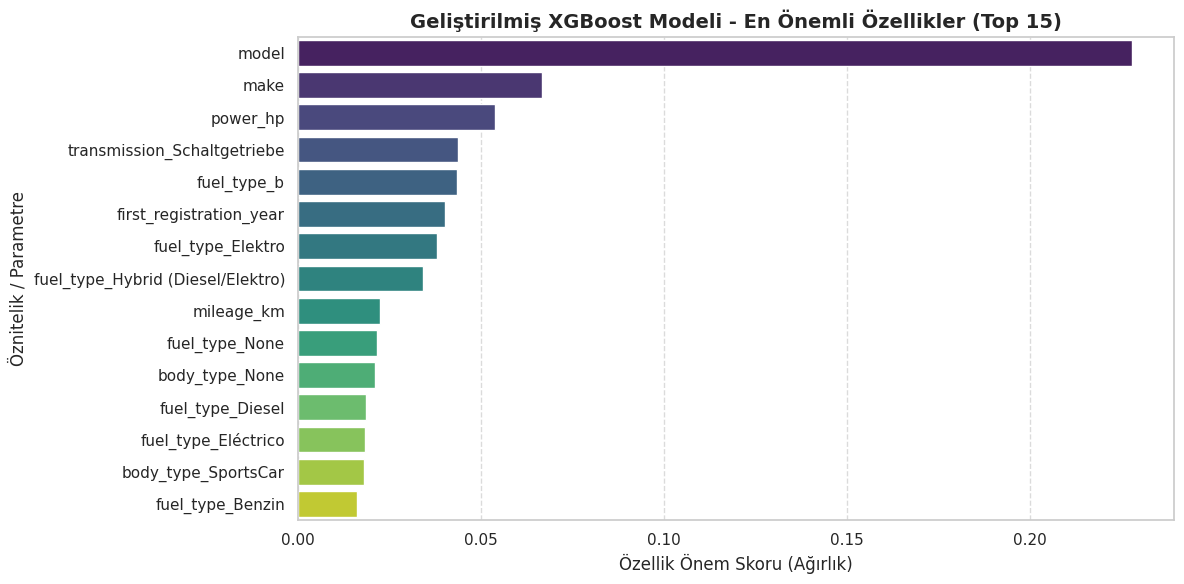 Geliştirilmiş XGBoost Modeli - En Önemli Özellikler (Top 15)
Öznitelik / Parametre
model
make
power_hp
transmission_Schaltgetriebe
fuel_type_b
first_registration_year
fuel_type_Elektro
fuel_type_Hybrid (Diesel/Elektro)
mileage_km
fuel_type_None
body_type_None
fuel_type_Diesel
fuel_type_Eléctrico
body_type_SportsCar
fuel_type_Benzin
0.00 0.05 0.10 0.15 0.20
Özellik Önem Skoru (Ağırlık)